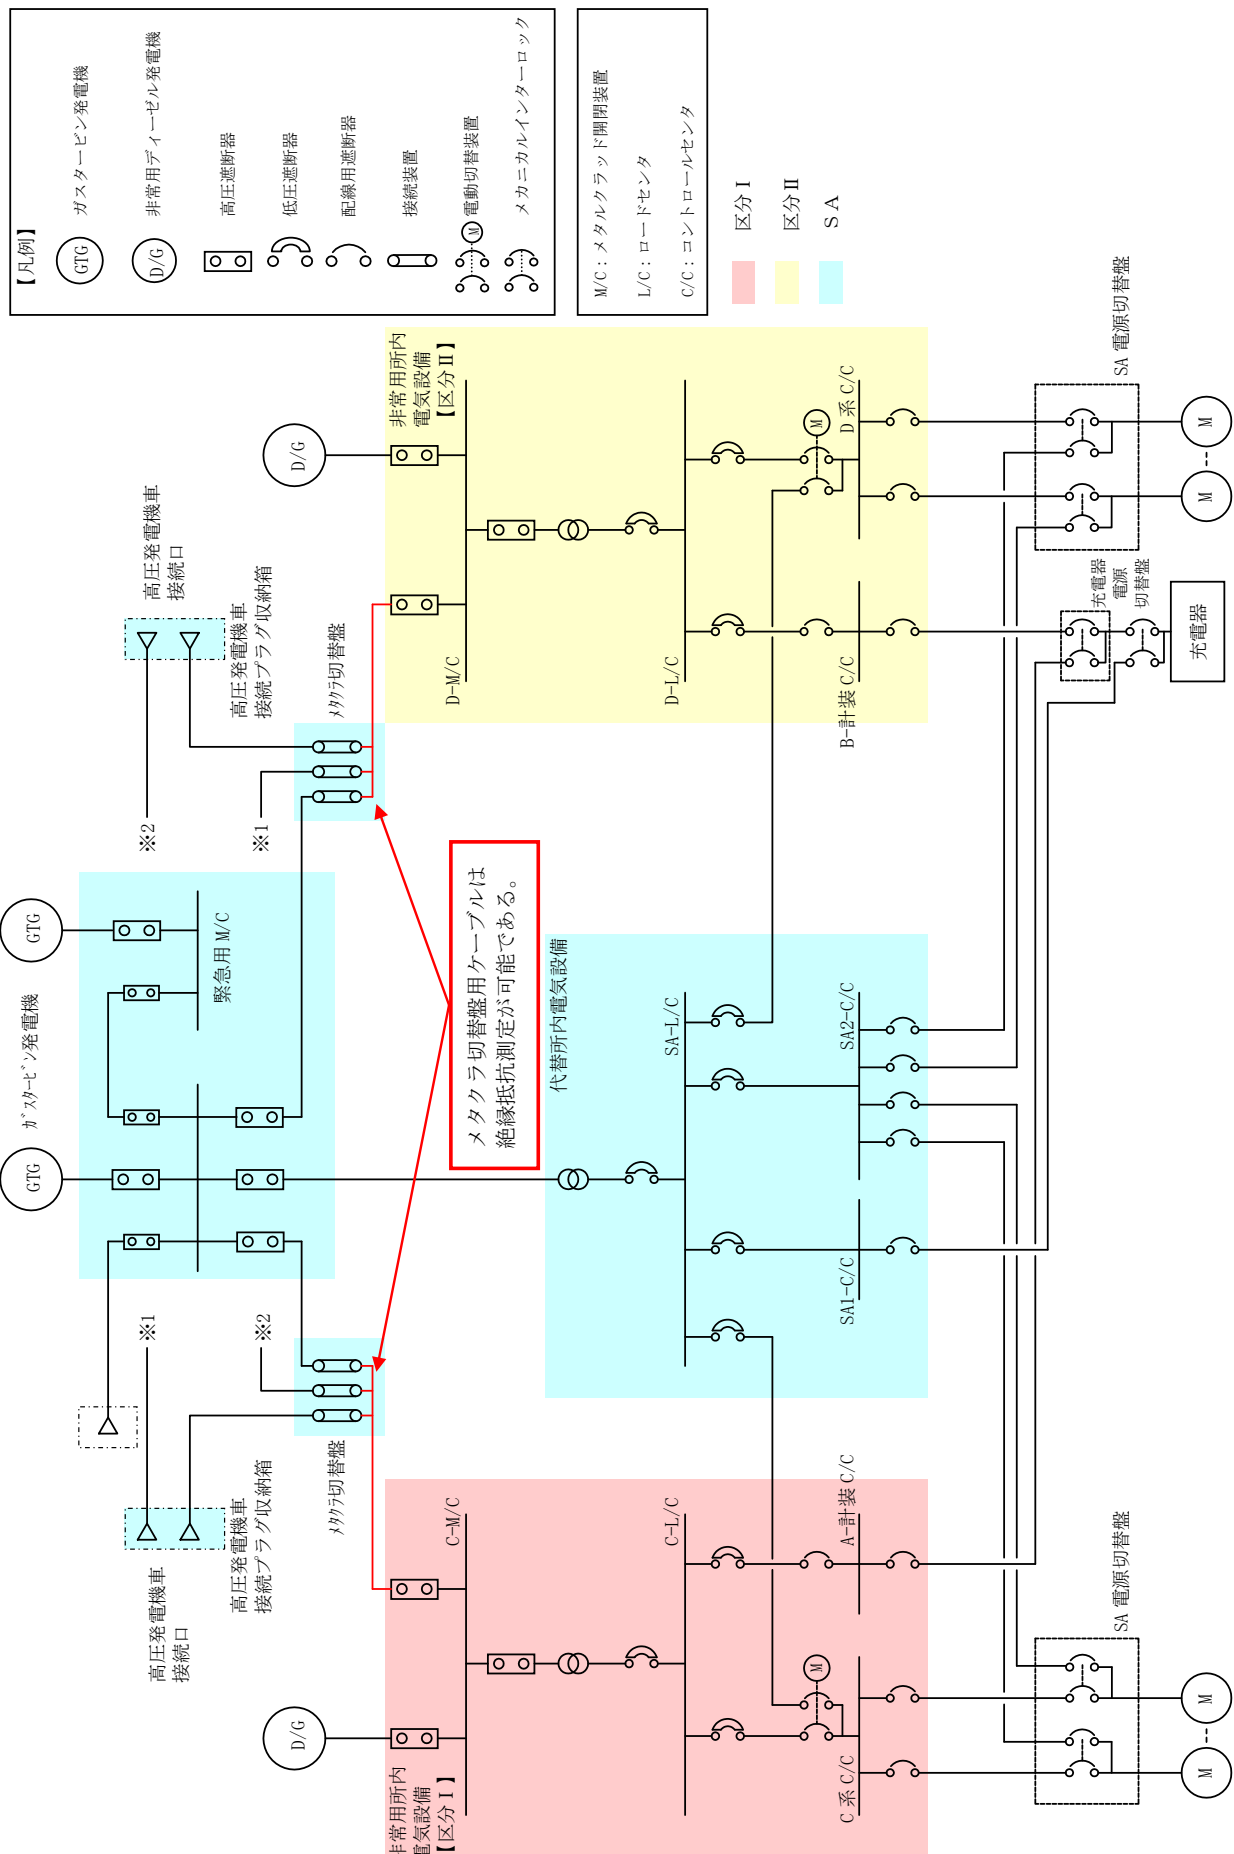 【凡例】
GTG
ガスタービン発電機
D/G
非常用ディーゼル発電機
高圧遮断器
低圧遮断器
配線用遮断器
接続装置
M
電動切替装置
メカニカルインターロック
M/C：メタルクラッド開閉装置
L/C：ロードセンタ
C/C：コントロールセンタ
区分Ⅰ
区分Ⅱ
ＳＡ
非常用所内
電気設備
【区分Ⅱ】
D/G
D-M/C
D-L/C
M
D系C/C
B-計装C/C
SA電源切替盤
M
M
充電器
電源
切替盤
充電器
高圧発電機車
接続口
高圧発電機車
接続プラグ収納箱
ﾒﾀｸﾗ切替盤
※2
※1
GTG
緊急用M/C
ｶﾞｽﾀｰﾋﾞﾝ発電機
GTG
メタクラ切替盤用ケーブルは
絶縁抵抗測定が可能である。
代替所内電気設備
SA-L/C
SA2-C/C
SA1-C/C
※1
※2
ﾒﾀｸﾗ切替盤
高圧発電機車
接続プラグ収納箱
高圧発電機車
接続口
D/G
非常用所内
電気設備
【区分Ⅰ】
C-M/C
C-L/C
A-計装C/C
M
C系C/C
SA電源切替盤
M
M